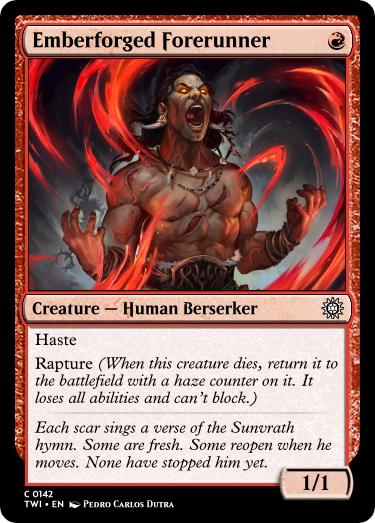 Emberforged Forerunner
Creature — Human Berserker
Haste
Rapture (When this creature dies, return it to
the battlefield with a haze counter on it. It
loses all abilities and can't block.)
Each scar sings a verse of the Sunvrath
hymn. Some are fresh. Some reopen when he
moves. None have stopped him yet.
1/1
C 0142
TWI • EN Pedro Carlos Dutra